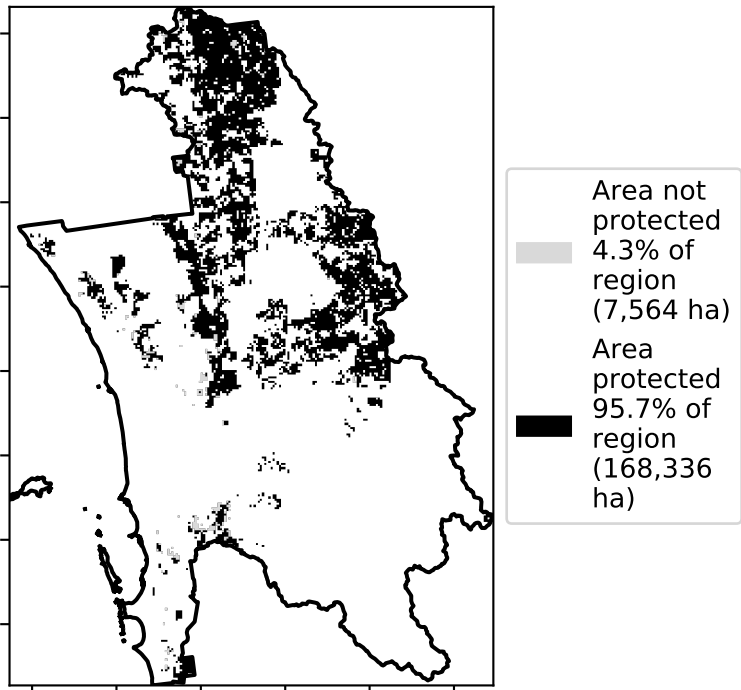 Area not
protected
4.3% of
region
(7,564 ha)
Area
protected
95.7% of
region
(168,336
ha)